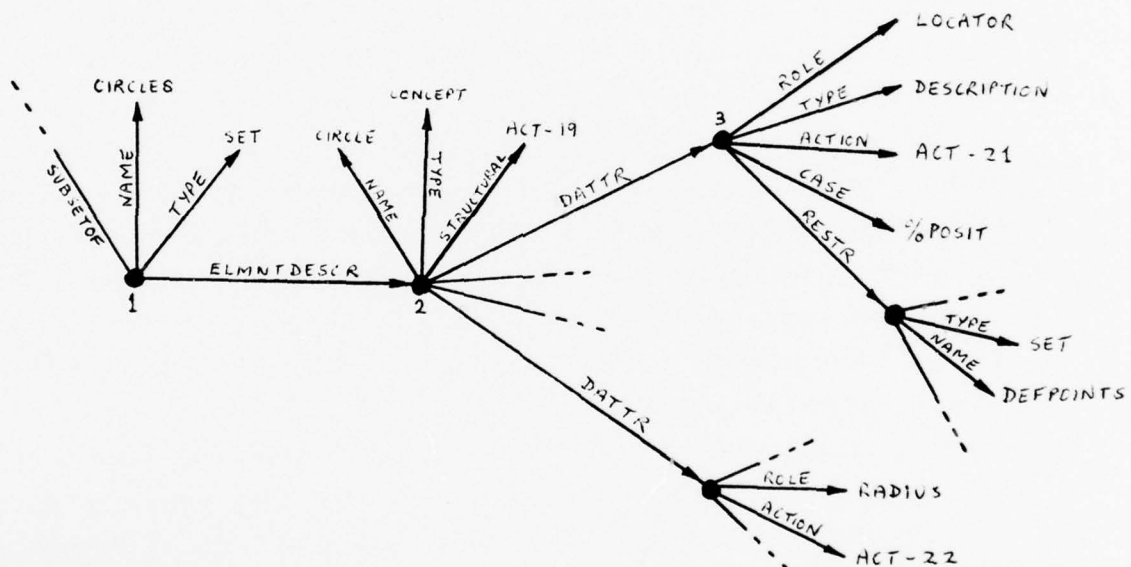 LOCATOR
ROLE
CIRCLES
CONCEPT
TYPE
DESCRIPTION
3
SET
CIRCLE
ACT-19
ACTION
ACT-21
NAME
TYPE
NAME
TYPE
STRUCTURAL
DATTR
CASE
%POSIT
SUBSETOF
RESTR
ELMNTDESCR
1
2
TYPE
SET
NAME
DEFPOINTS
DATTR
ROLE
RADIUS
ACTION
ACT-22